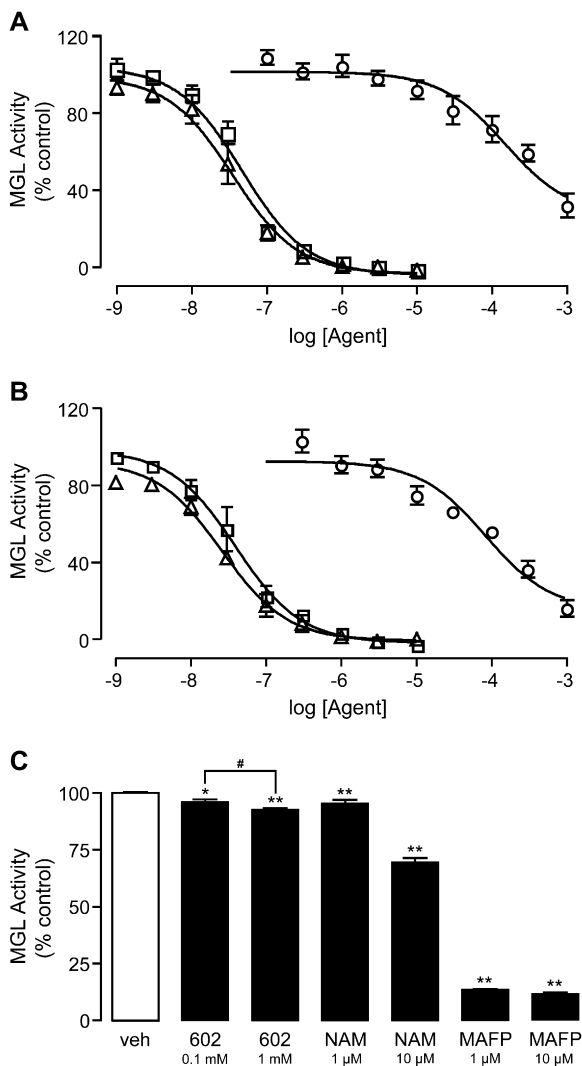 A
120
80
40
0
MGL Activity
(% control)
-9 -8 -7 -6 -5 -4 -3
log [Agent]
B
120
80
40
0
MGL Activity
(% control)
-9 -8 -7 -6 -5 -4 -3
log [Agent]
C
100
75
50
25
0
MGL Activity
(% control)
#
* ** ** ** ** **
veh 602 602 NAM NAM MAFP MAFP
0.1 mM 1 mM 1 µM 10 µM 1 µM 10 µM